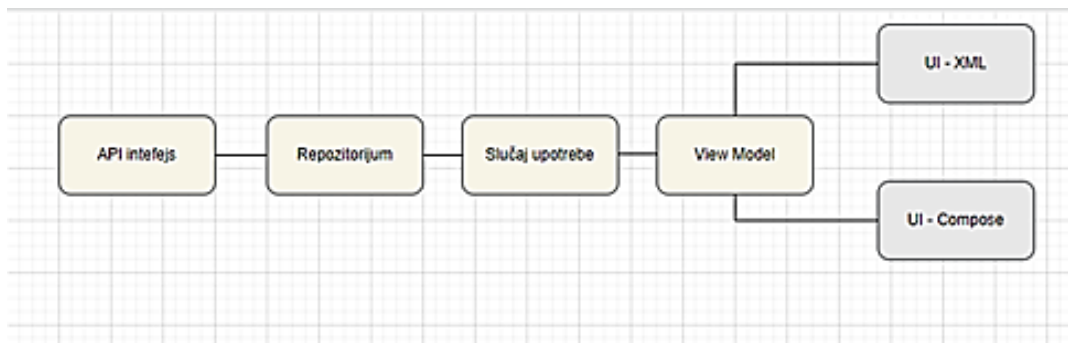 UI - XML
API intefejs
Repozitorijum
Slučaj upotrebe
View Model
UI - Compose